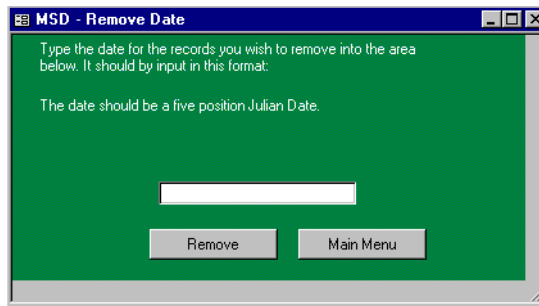 MSD - Remove Date
Type the date for the records you wish to remove into the area
below. It should by input in this format:
The date should be a five position Julian Date.
Remove
Main Menu